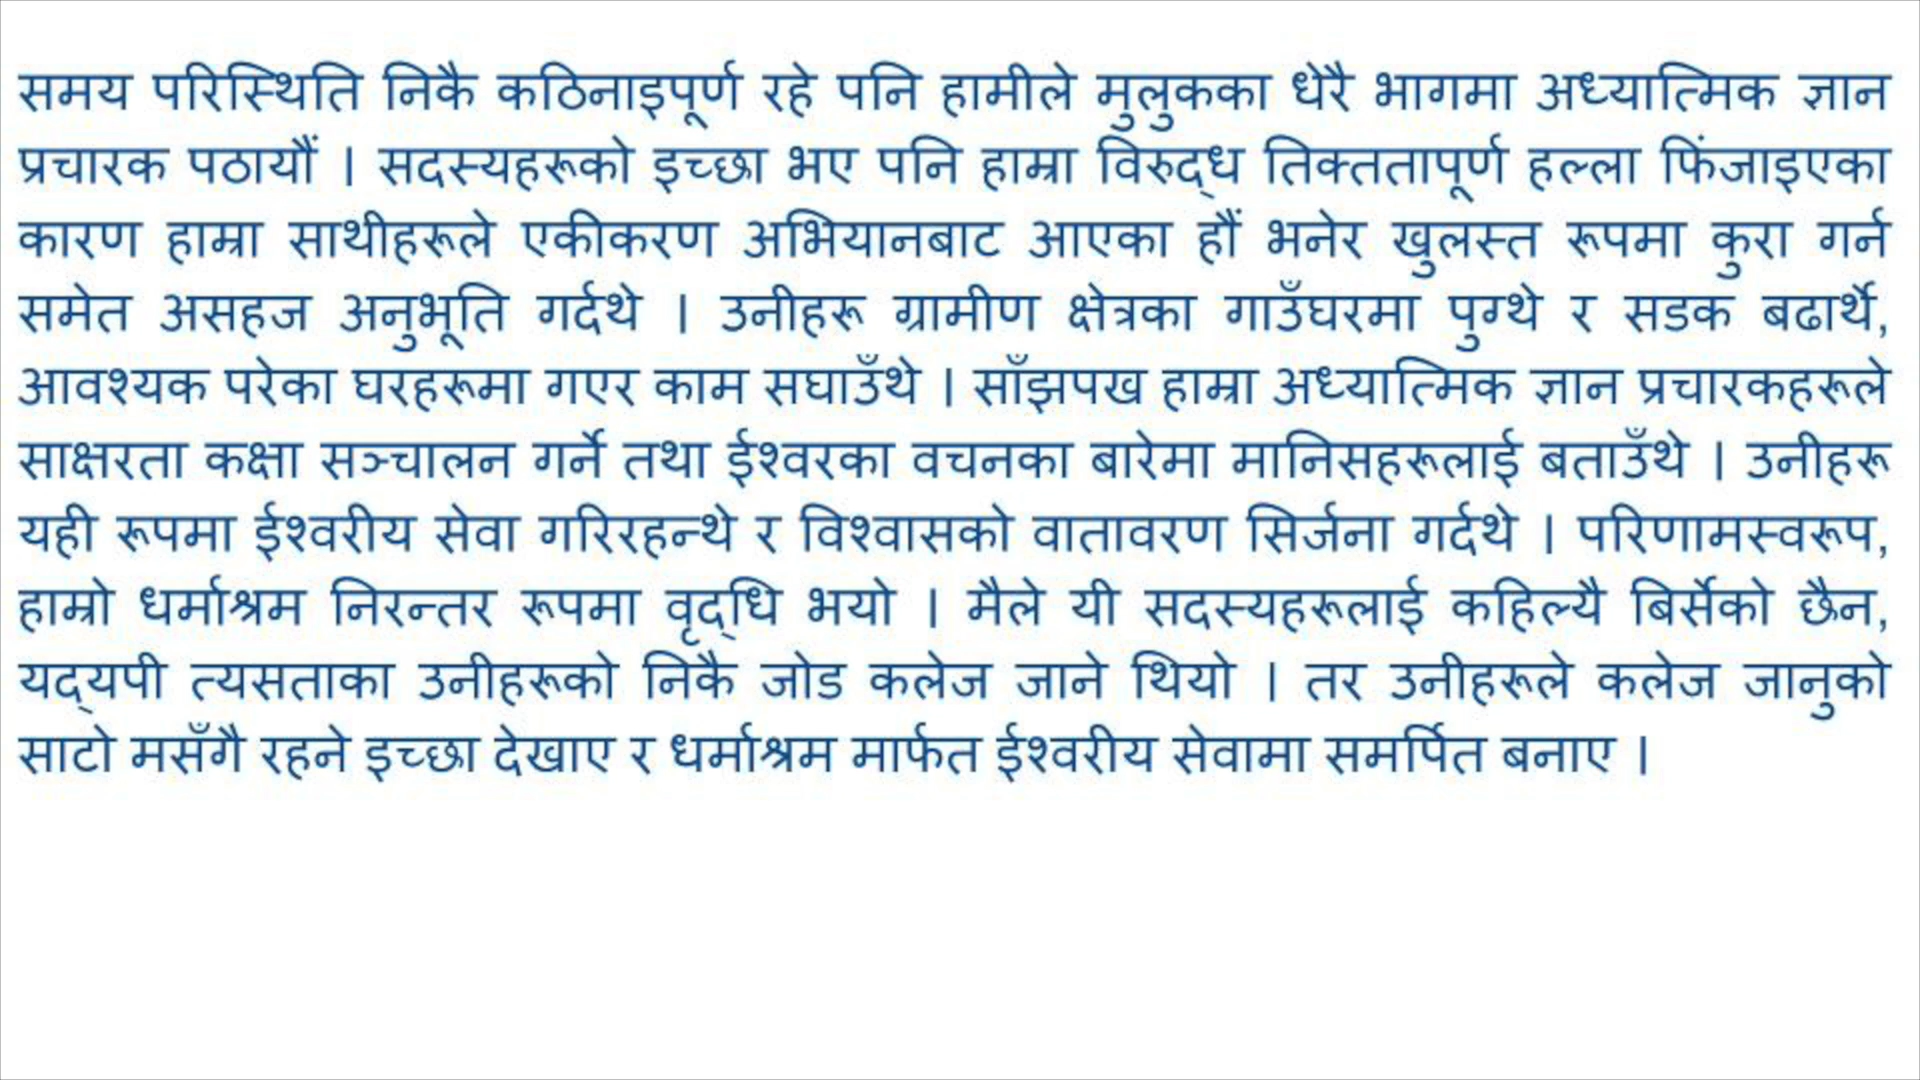 समय परिस्थिति निकै कठिनाइपूर्ण रहे पनि हामीले मुलुकका धेरै भागमा अध्यात्मिक ज्ञान
प्रचारक पठायौं । सदस्यहरूको इच्छा भए पनि हाम्रा विरुद्ध तिक्ततापूर्ण हल्ला फिंजाइएका
कारण हाम्रा साथीहरूले एकीकरण अभियानबाट आएका हौं भनेर खुलस्त रूपमा कुरा गर्न
समेत असहज अनुभूति गर्दथे । उनीहरू ग्रामीण क्षेत्रका गाउँघरमा पुग्थे र सडक बढार्थे,
आवश्यक परेका घरहरूमा गएर काम सघाउँथे । साँझपख हाम्रा अध्यात्मिक ज्ञान प्रचारकहरूले
साक्षरता कक्षा सञ्चालन गर्ने तथा ईश्वरका वचनका बारेमा मानिसहरूलाई बताउँथे । उनीहरू
यही रूपमा ईश्वरीय सेवा गरिरहन्थे र विश्वासको वातावरण सिर्जना गर्दथे । परिणामस्वरूप,
हाम्रो धर्माश्रम निरन्तर रूपमा वृद्धि भयो । मैले यी सदस्यहरूलाई कहिल्यै बिर्सेको छैन,
यद्यपी त्यसताका उनीहरूको निकै जोड कलेज जाने थियो । तर उनीहरूले कलेज जानुको
साटो मसँगै रहने इच्छा देखाए र धर्माश्रम मार्फत ईश्वरीय सेवामा समर्पित बनाए ।